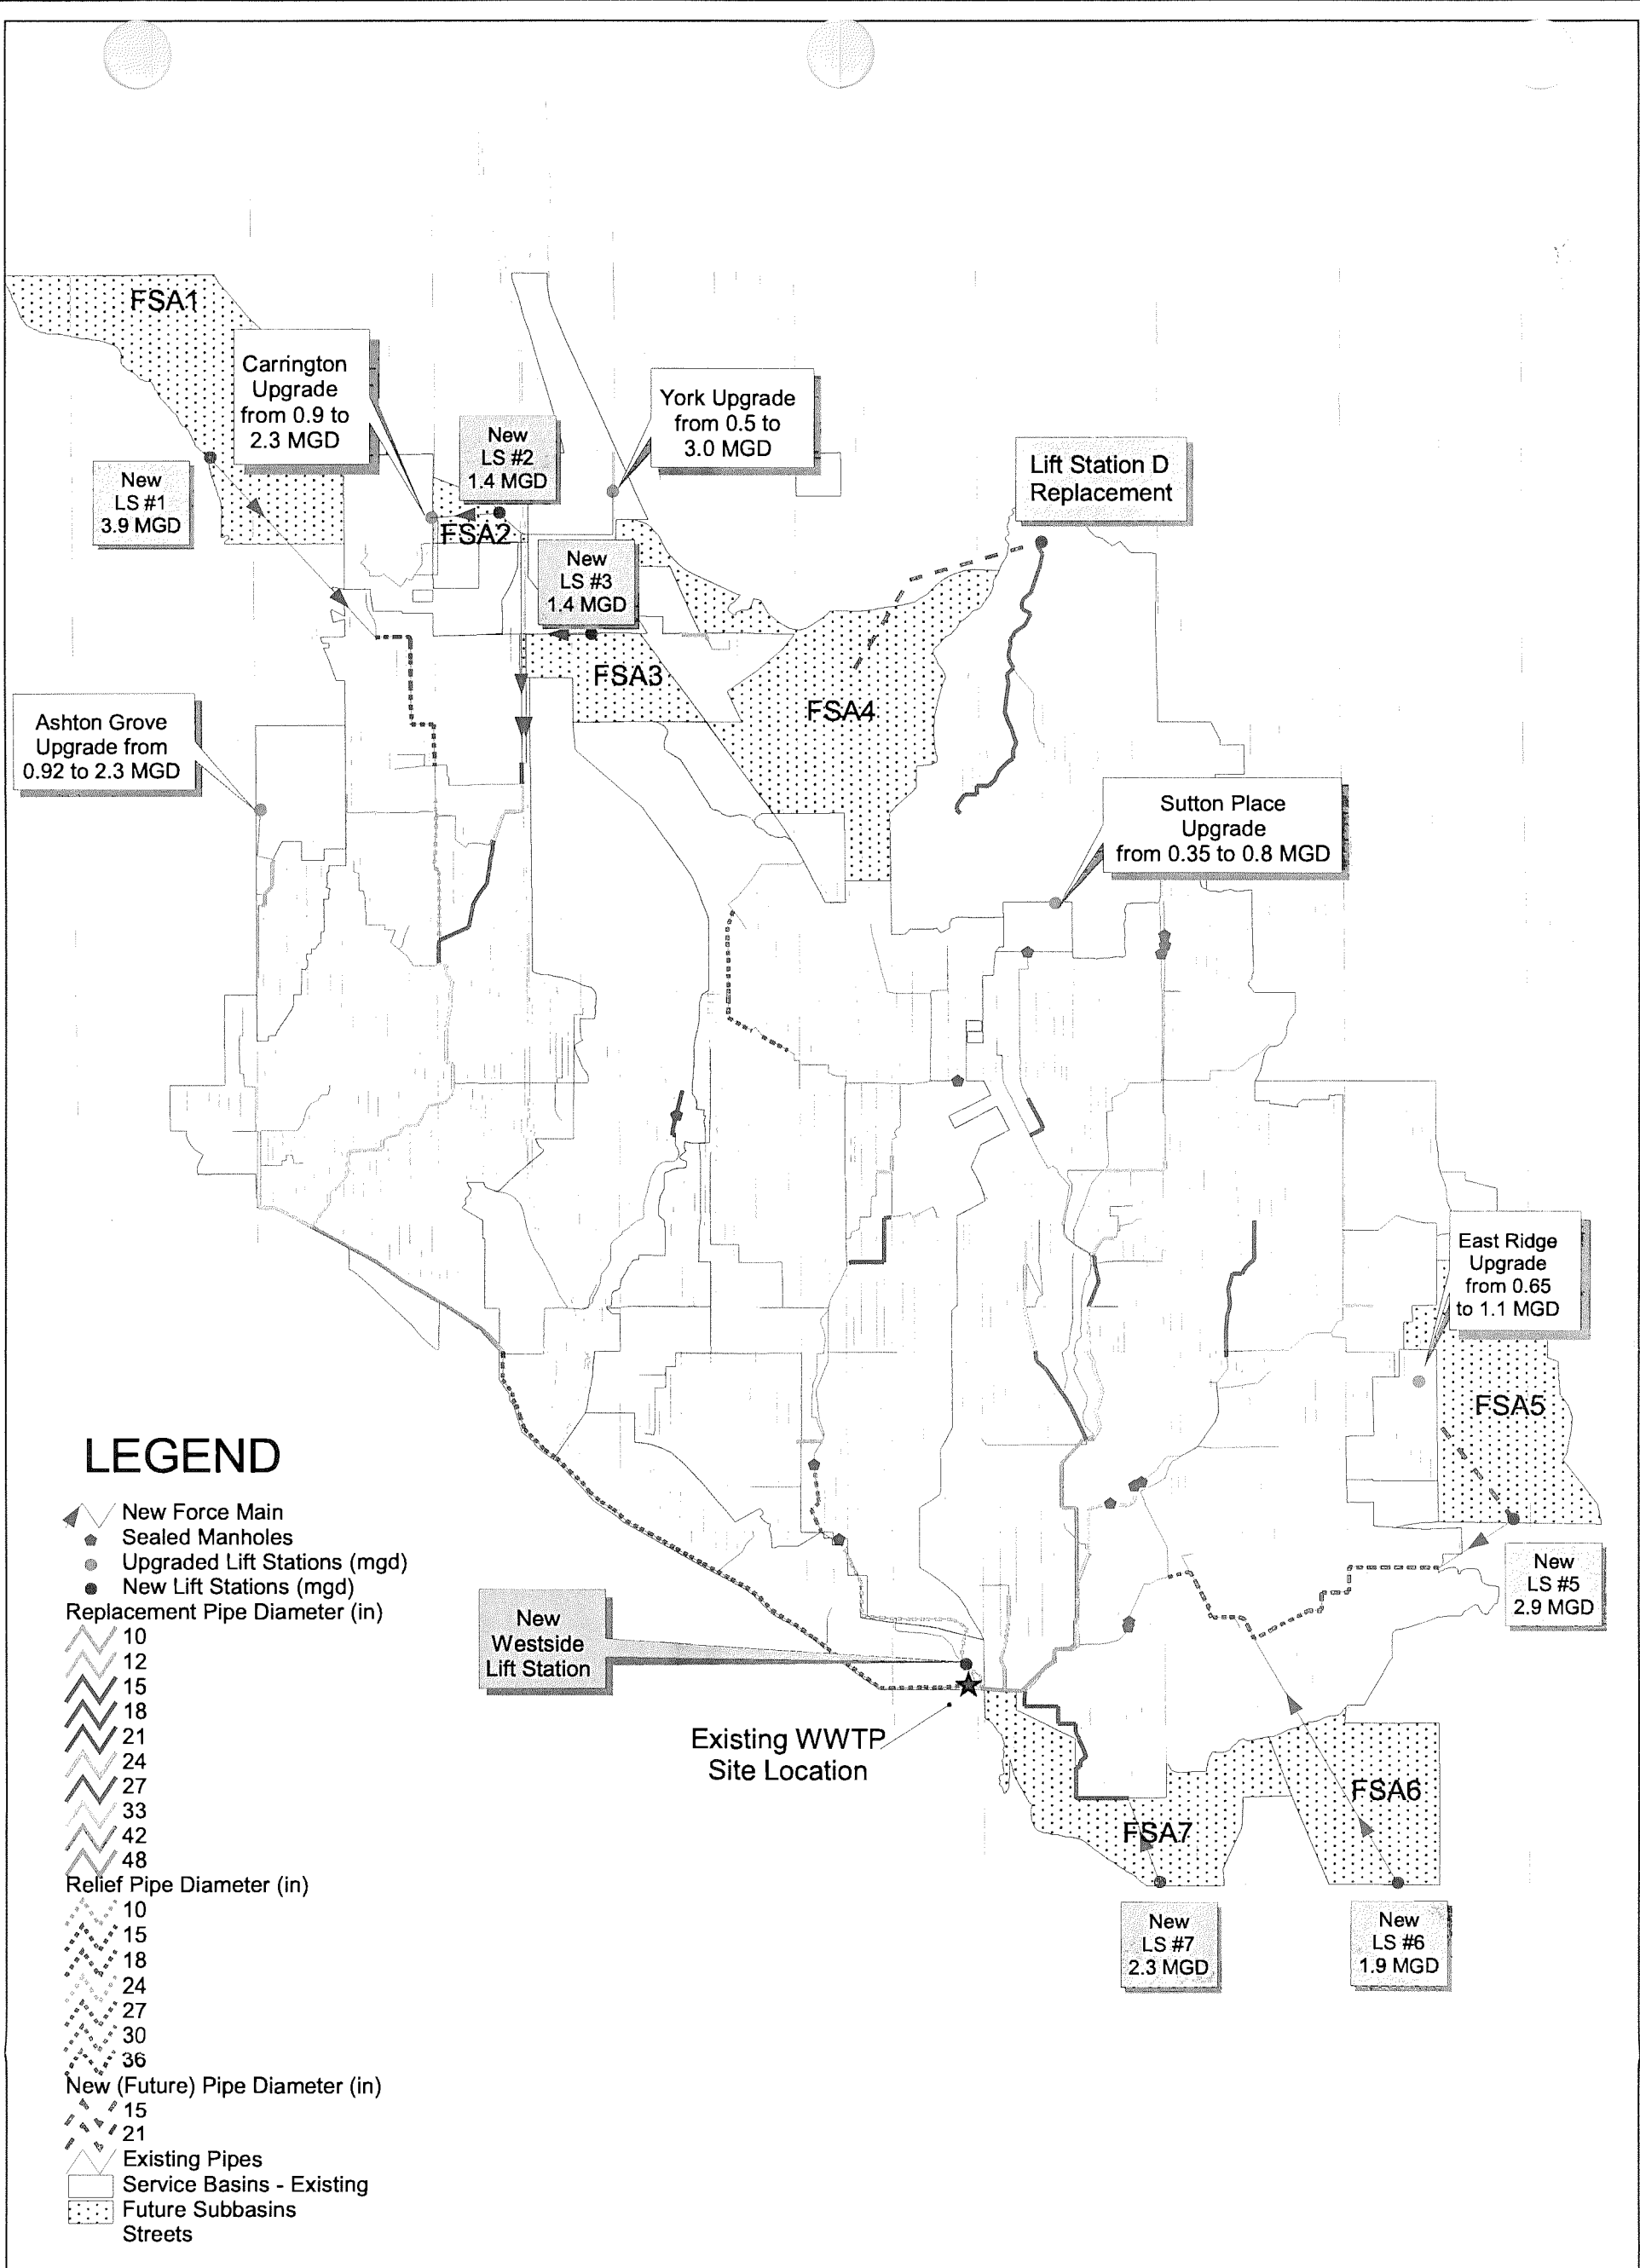 FSA1
Carrington
Upgrade
from 0.9 to
2.3 MGD
New
LS #2
1.4 MGD
York Upgrade
from 0.5 to
3.0 MGD
Lift Station D
Replacement
New
LS #1
3.9 MGD
FSA2
New
LS #3
1.4 MGD
FSA3
FSA4
Ashton Grove
Upgrade from
0.92 to 2.3 MGD
Sutton Place
Upgrade
from 0.35 to 0.8 MGD
East Ridge
Upgrade
from 0.65
to 1.1 MGD
FSA5
New
LS #5
2.9 MGD
New
Westside
Lift Station
Existing WWTP
Site Location
FSA6
FSA7
New
LS #7
2.3 MGD
New
LS #6
1.9 MGD
LEGEND
New Force Main
Sealed Manholes
Upgraded Lift Stations (mgd)
New Lift Stations (mgd)
Replacement Pipe Diameter (in)
10
12
15
18
21
24
27
33
42
48
Relief Pipe Diameter (in)
10
15
18
24
27
30
36
New (Future) Pipe Diameter (in)
15
21
Existing Pipes
Service Basins - Existing
Future Subbasins
Streets